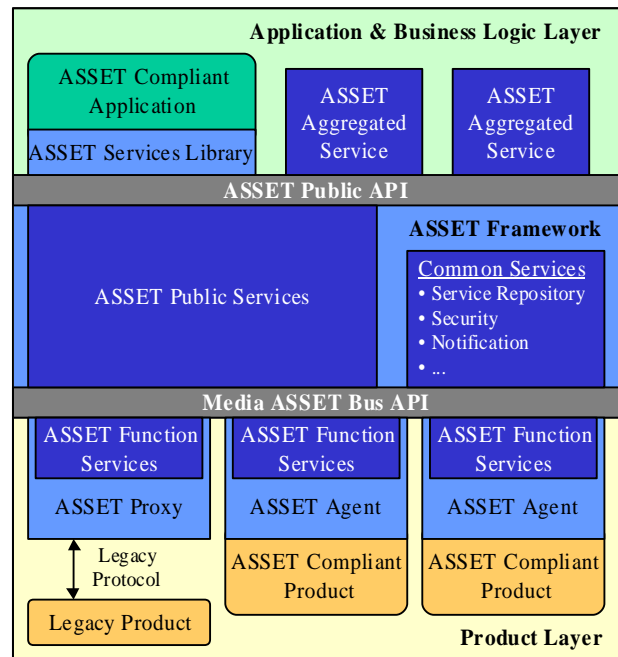 Application & Business Logic Layer
ASSET Compliant
Application
ASSET Services Library
ASSET
Aggregated
Service
ASSET
Aggregated
Service
ASSET Public API
ASSET Framework
ASSET Public Services
Common Services
• Service Repository
• Security
• Notification
• ...
Media ASSET Bus API
ASSET Function
Services
ASSET Proxy
ASSET Function
Services
ASSET Agent
ASSET Function
Services
ASSET Agent
Legacy
Protocol
Legacy Product
ASSET Compliant
Product
ASSET Compliant
Product
Product Layer